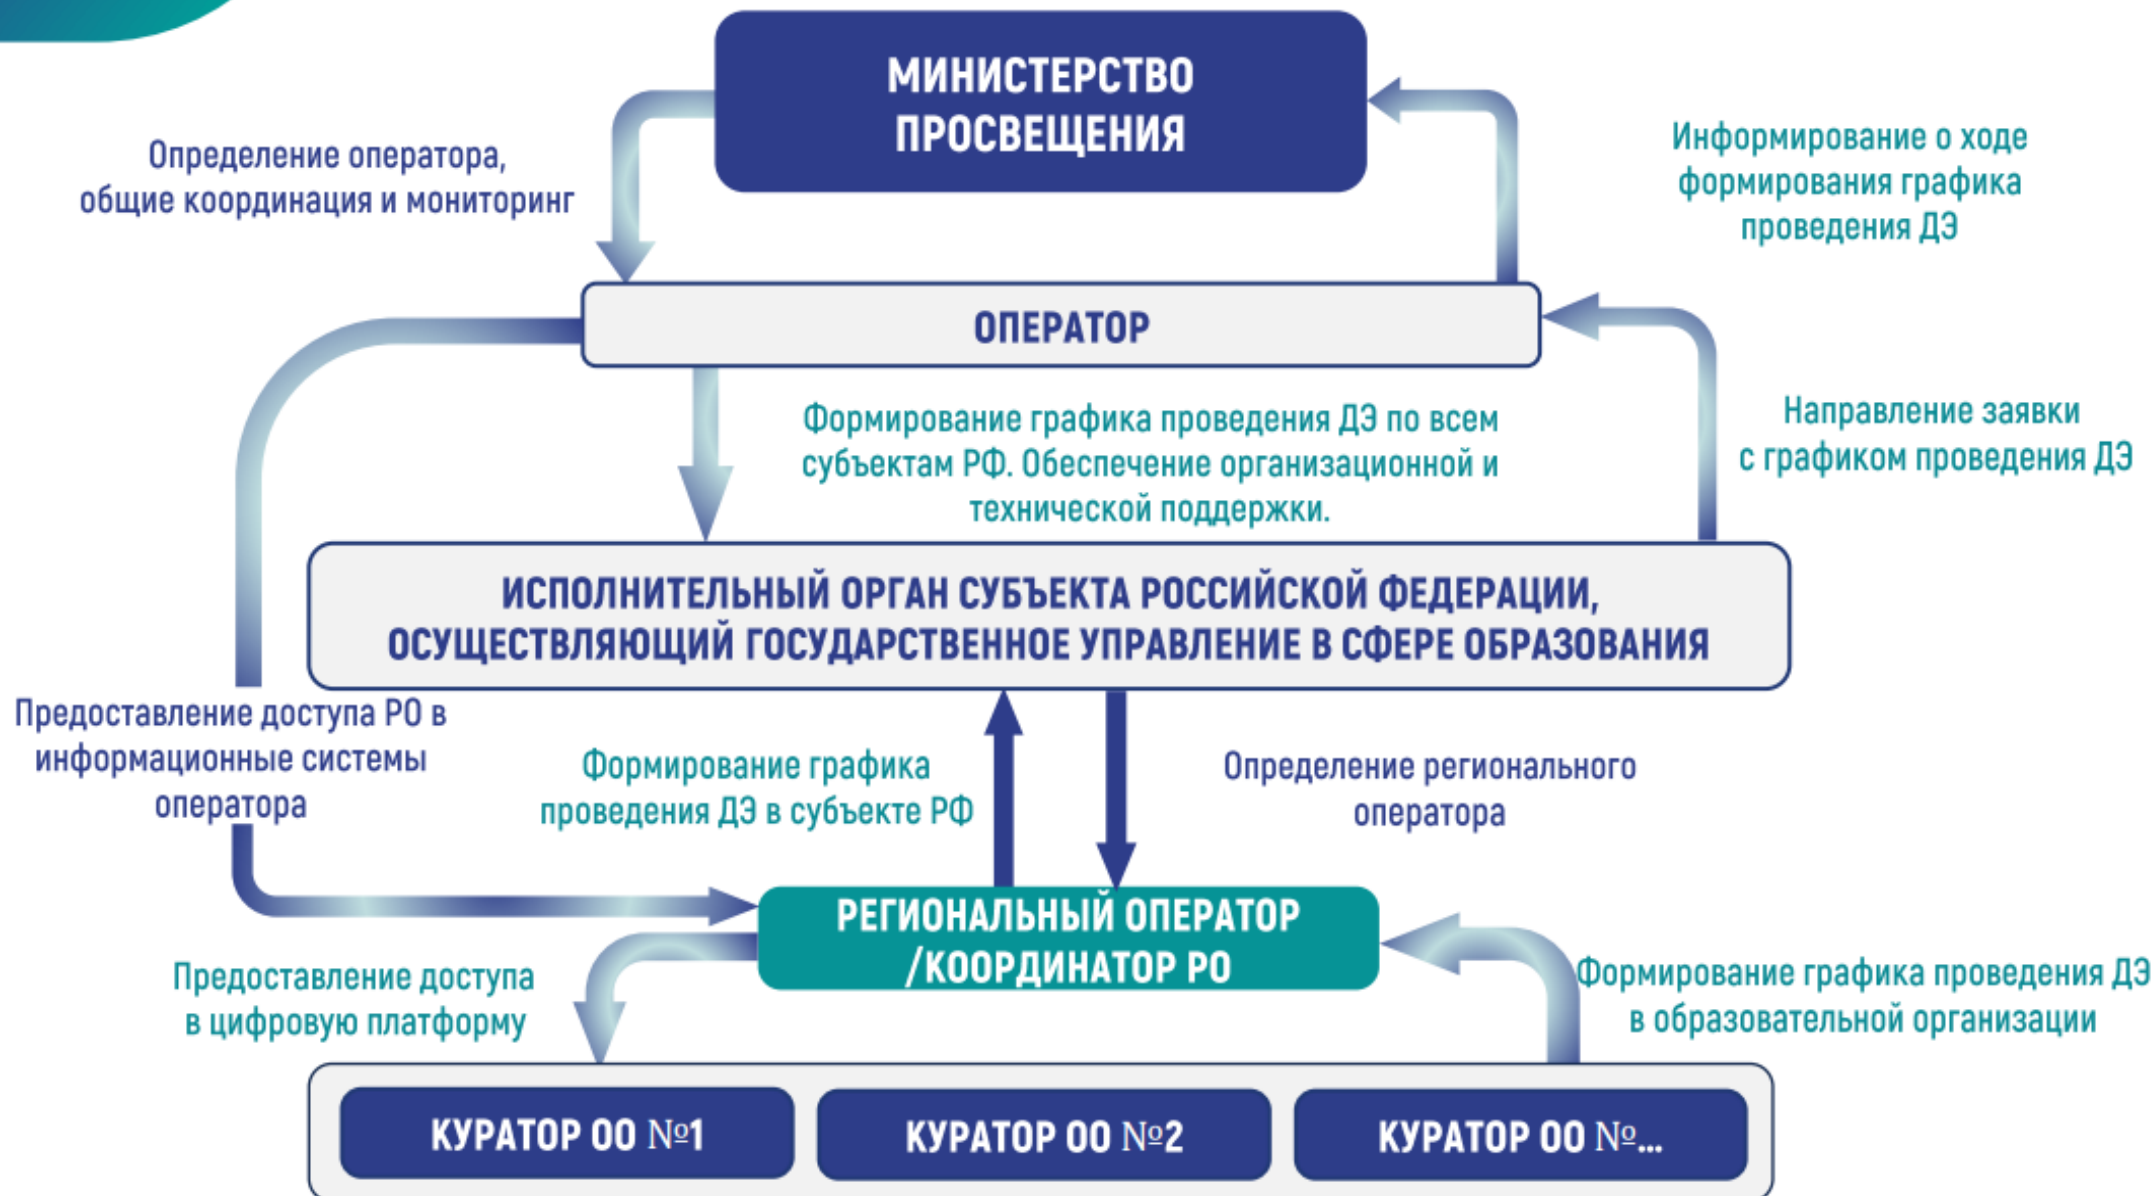 МИНИСТЕРСТВО
ПРОСВЕЩЕНИЯ
Определение оператора,
общие координация и мониторинг
Информирование о ходе
формирования графика
проведения ДЭ
ОПЕРАТОР
Формирование графика проведения ДЭ по всем
субъектам РФ. Обеспечение организационной и
технической поддержки.
Направление заявки
с графиком проведения ДЭ
ИСПОЛНИТЕЛЬНЫЙ ОРГАН СУБЪЕКТА РОССИЙСКОЙ ФЕДЕРАЦИИ,
ОСУЩЕСТВЛЯЮЩИЙ ГОСУДАРСТВЕННОЕ УПРАВЛЕНИЕ В СФЕРЕ ОБРАЗОВАНИЯ
Предоставление доступа РО в
информационные системы
оператора
Формирование графика
проведения ДЭ в субъекте РФ
Определение регионального
оператора
РЕГИОНАЛЬНЫЙ ОПЕРАТОР
/КООРДИНАТОР РО
Предоставление доступа
в цифровую платформу
Формирование графика проведения ДЭ
в образовательной организации
КУРАТОР ОО №1
КУРАТОР ОО №2
КУРАТОР ОО №...